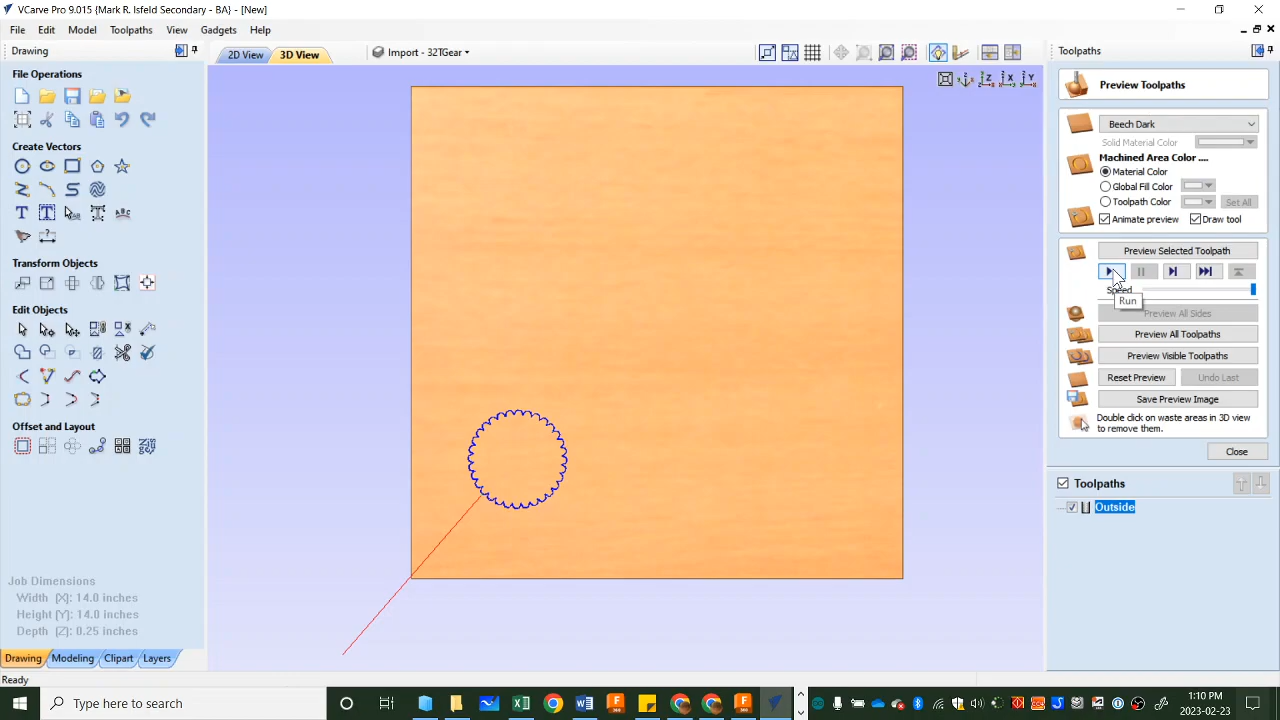 VCarve Pro 9.015 {Mark R. Isfeld Secondary - BA} - [New]
File Edit Model Toolpaths View Gadgets Help
Drawing
2D View 3D View Import - 32TGear
Toolpaths
File Operations
Create Vectors
Transform Objects
Edit Objects
Offset and Layout
Job Dimensions
Width (X): 14.0 inches
Height (Y): 14.0 inches
Depth (Z): 0.25 inches
Drawing Modeling Clipart Layers
Ready
Z X Y
Preview Toolpaths
Beech Dark
Solid Material Color
Machined Area Color ....
Material Color
Global Fill Color
Toolpath Color Set All
Animate preview Draw tool
Preview Selected Toolpath
Speed
Run
Preview All Sides
Preview All Toolpaths
Preview Visible Toolpaths
Reset Preview Undo Last
Save Preview Image
Double click on waste areas in 3D view
to remove them.
Close
Toolpaths
Outside
Type here to search
1:10 PM
2023-02-23